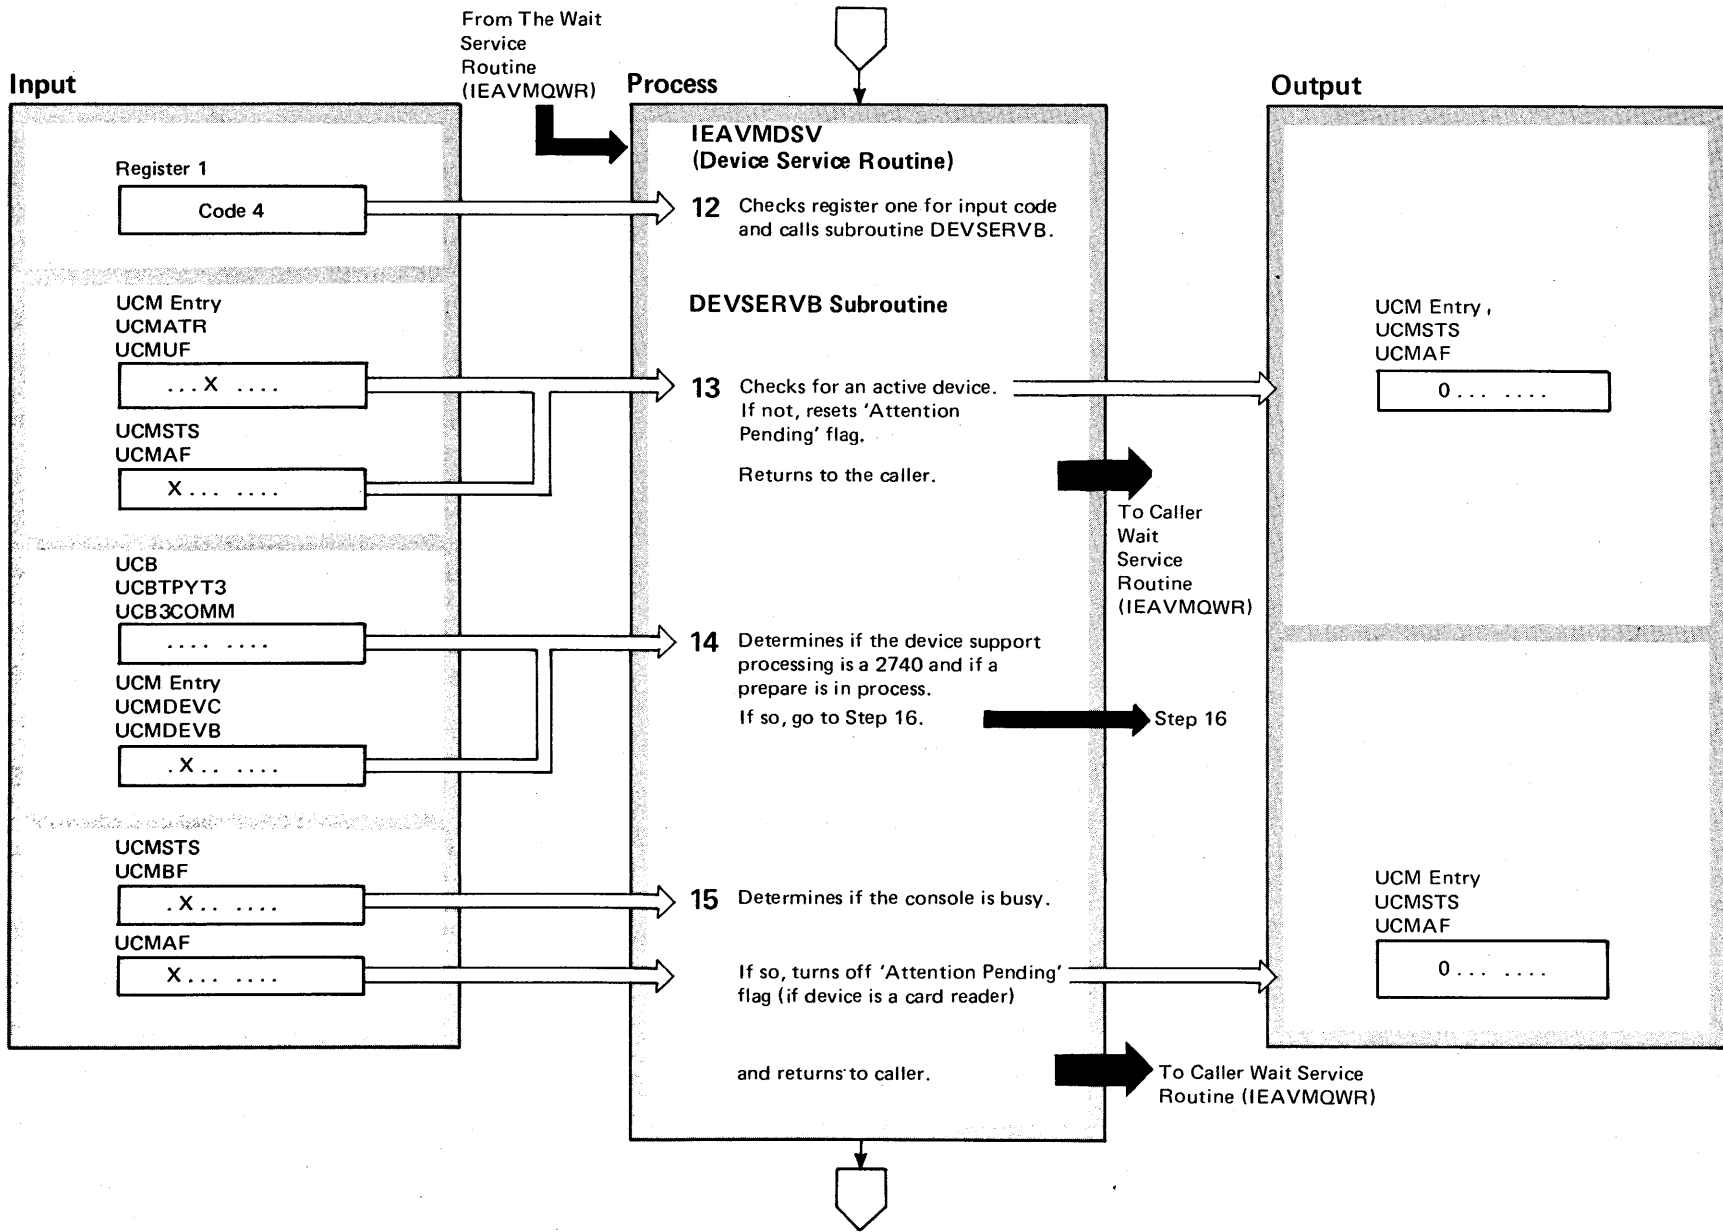 From The Wait
Service
Routine
(IEAVMQWR)
Input
Process
Output
Register 1
Code 4
IEAVMDSV
(Device Service Routine)
12 Checks register one for input code
and calls subroutine DEVSERVB.
UCM Entry
UCMATR
UCMUF
...X ....
UCMSTS
UCMAF
X... ....
DEVSERVB Subroutine
13 Checks for an active device.
If not, resets 'Attention
Pending' flag.
Returns to the caller.
To Caller
Wait
Service
Routine
(IEAVMQWR)
UCM Entry,
UCMSTS
UCMAF
0... ....
UCB
UCBTPYT3
UCB3COMM
.... ....
UCM Entry
UCMDEVC
UCMDEVB
.X.. ....
14 Determines if the device support
processing is a 2740 and if a
prepare is in process.
If so, go to Step 16.
Step 16
UCMSTS
UCMBF
.X.. ....
UCMAF
X... ....
15 Determines if the console is busy.
If so, turns off 'Attention Pending'
flag (if device is a card reader)
and returns to caller.
To Caller Wait Service
Routine (IEAVMQWR)
UCM Entry
UCMSTS
UCMAF
0... ....